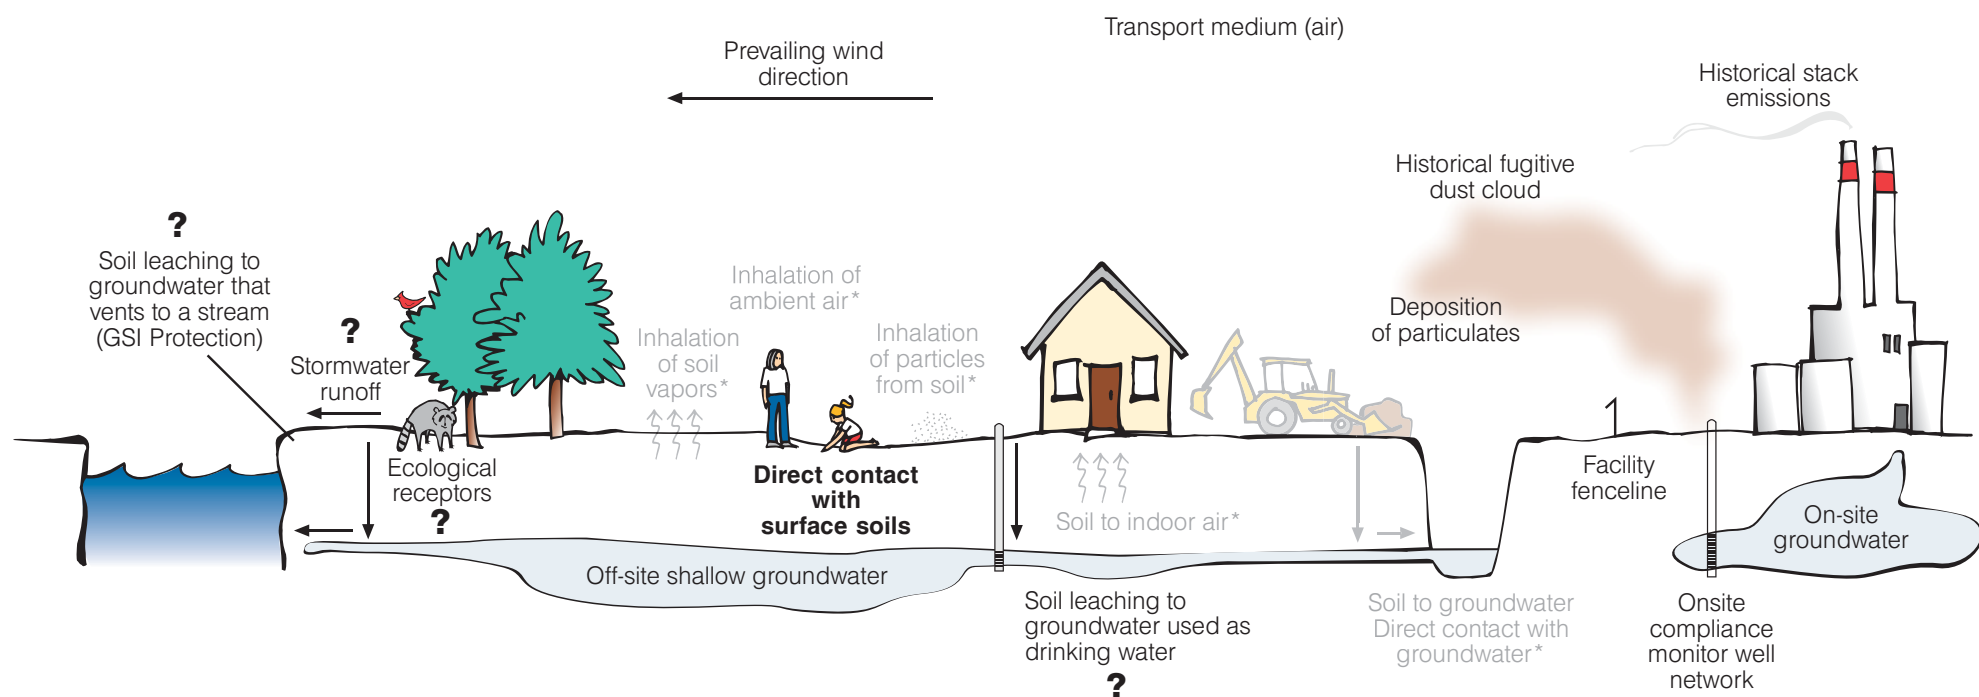 Transport medium (air)
Prevailing wind
direction
Historical stack
emissions
Historical fugitive
dust cloud
?
Soil leaching to
groundwater that
vents to a stream
(GSI Protection)
?
Stormwater
runoff
Inhalation of
ambient air*
Inhalation
of soil
vapors*
Inhalation
of particles
from soil*
Deposition
of particulates
Ecological
receptors
?
Direct contact
with
surface soils
Soil to indoor air*
Facility
fenceline
On-site
groundwater
Off-site shallow groundwater
Soil leaching to
groundwater used as
drinking water
?
Soil to groundwater
Direct contact with
groundwater*
Onsite
compliance
monitor well
network